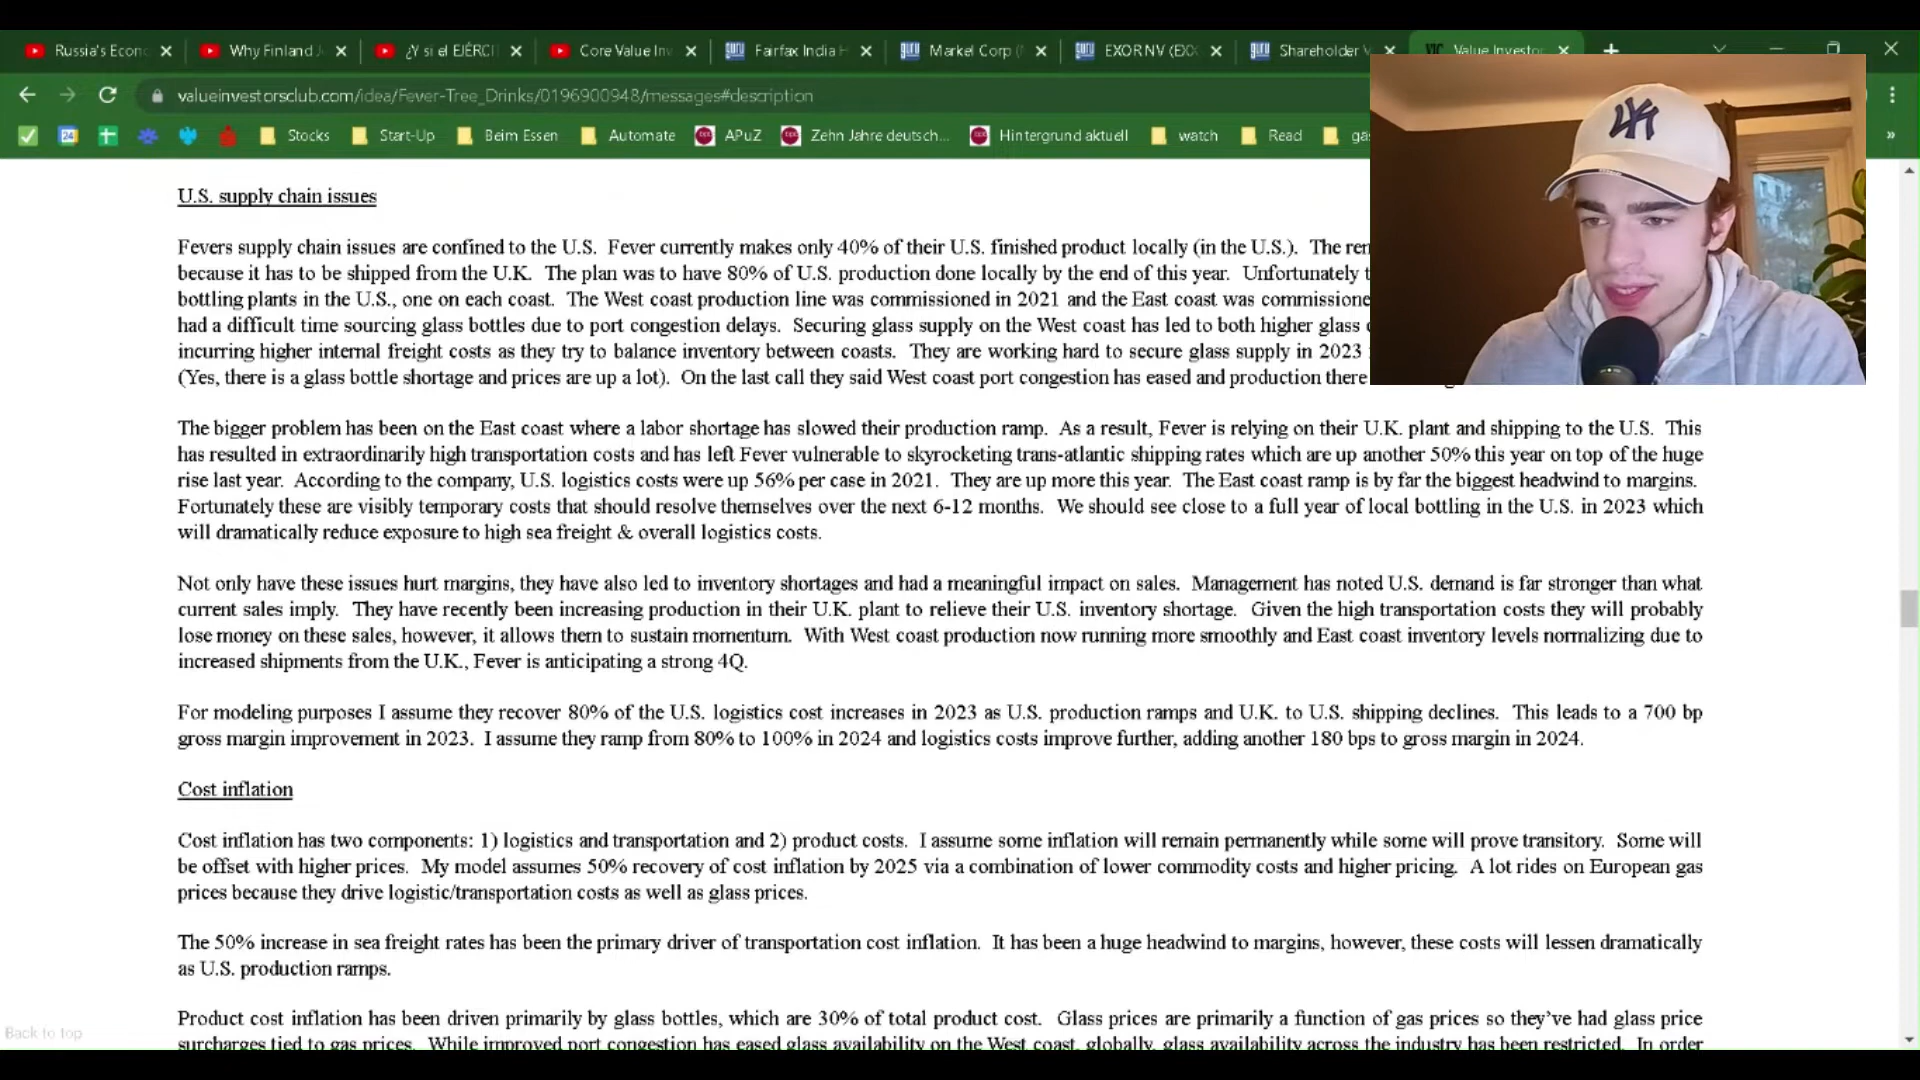 Russia's Econ
Why Finland J
¿Y si el EJÉRCI
Core Value In
Fairfax India H
Markel Corp (
EXOR NV (EXX
Shareholder V
Value Investor
valueinvestorsclub.com/idea/Fever-Tree_Drinks/0196900948/messages#description
24
Stocks
Start-Up
Beim Essen
Automate
APuZ
Zehn Jahre deutsch...
Hintergrund aktuell
watch
Read
U.S. supply chain issues
Fevers supply chain issues are confined to the U.S. Fever currently makes only 40% of their U.S. finished product locally (in the U.S.). The
because it has to be shipped from the U.K. The plan was to have 80% of U.S. production done locally by the end of this year. Unfortunately
bottling plants in the U.S., one on each coast. The West coast production line was commissioned in 2021 and the East coast was commissione
had a difficult time sourcing glass bottles due to port congestion delays. Securing glass supply on the West coast has led to both higher glass
incurring higher internal freight costs as they try to balance inventory between coasts. They are working hard to secure glass supply in 2023
(Yes, there is a glass bottle shortage and prices are up a lot). On the last call they said West coast port congestion has eased and production there
The bigger problem has been on the East coast where a labor shortage has slowed their production ramp. As a result, Fever is relying on their U.K. plant and shipping to the U.S. This
has resulted in extraordinarily high transportation costs and has left Fever vulnerable to skyrocketing trans-atlantic shipping rates which are up another 50% this year on top of the huge
rise last year. According to the company, U.S. logistics costs were up 56% per case in 2021. They are up more this year. The East coast ramp is by far the biggest headwind to margins.
Fortunately these are visibly temporary costs that should resolve themselves over the next 6-12 months. We should see close to a full year of local bottling in the U.S. in 2023 which
will dramatically reduce exposure to high sea freight & overall logistics costs.
Not only have these issues hurt margins, they have also led to inventory shortages and had a meaningful impact on sales. Management has noted U.S. demand is far stronger than what
current sales imply. They have recently been increasing production in their U.K. plant to relieve their U.S. inventory shortage. Given the high transportation costs they will probably
lose money on these sales, however, it allows them to sustain momentum. With West coast production now running more smoothly and East coast inventory levels normalizing due to
increased shipments from the U.K., Fever is anticipating a strong 4Q.
For modeling purposes I assume they recover 80% of the U.S. logistics cost increases in 2023 as U.S. production ramps and U.K. to U.S. shipping declines. This leads to a 700 bp
gross margin improvement in 2023. I assume they ramp from 80% to 100% in 2024 and logistics costs improve further, adding another 180 bps to gross margin in 2024.
Cost inflation
Cost inflation has two components: 1) logistics and transportation and 2) product costs. I assume some inflation will remain permanently while some will prove transitory. Some will
be offset with higher prices. My model assumes 50% recovery of cost inflation by 2025 via a combination of lower commodity costs and higher pricing. A lot rides on European gas
prices because they drive logistic/transportation costs as well as glass prices.
The 50% increase in sea freight rates has been the primary driver of transportation cost inflation. It has been a huge headwind to margins, however, these costs will lessen dramatically
as U.S. production ramps.
Product cost inflation has been driven primarily by glass bottles, which are 30% of total product cost. Glass prices are primarily a function of gas prices so they've had glass price
surcharges tied to gas prices. While improved port congestion has eased glass availability on the West coast, globally, glass availability across the industry has been restricted. In order
Back to top